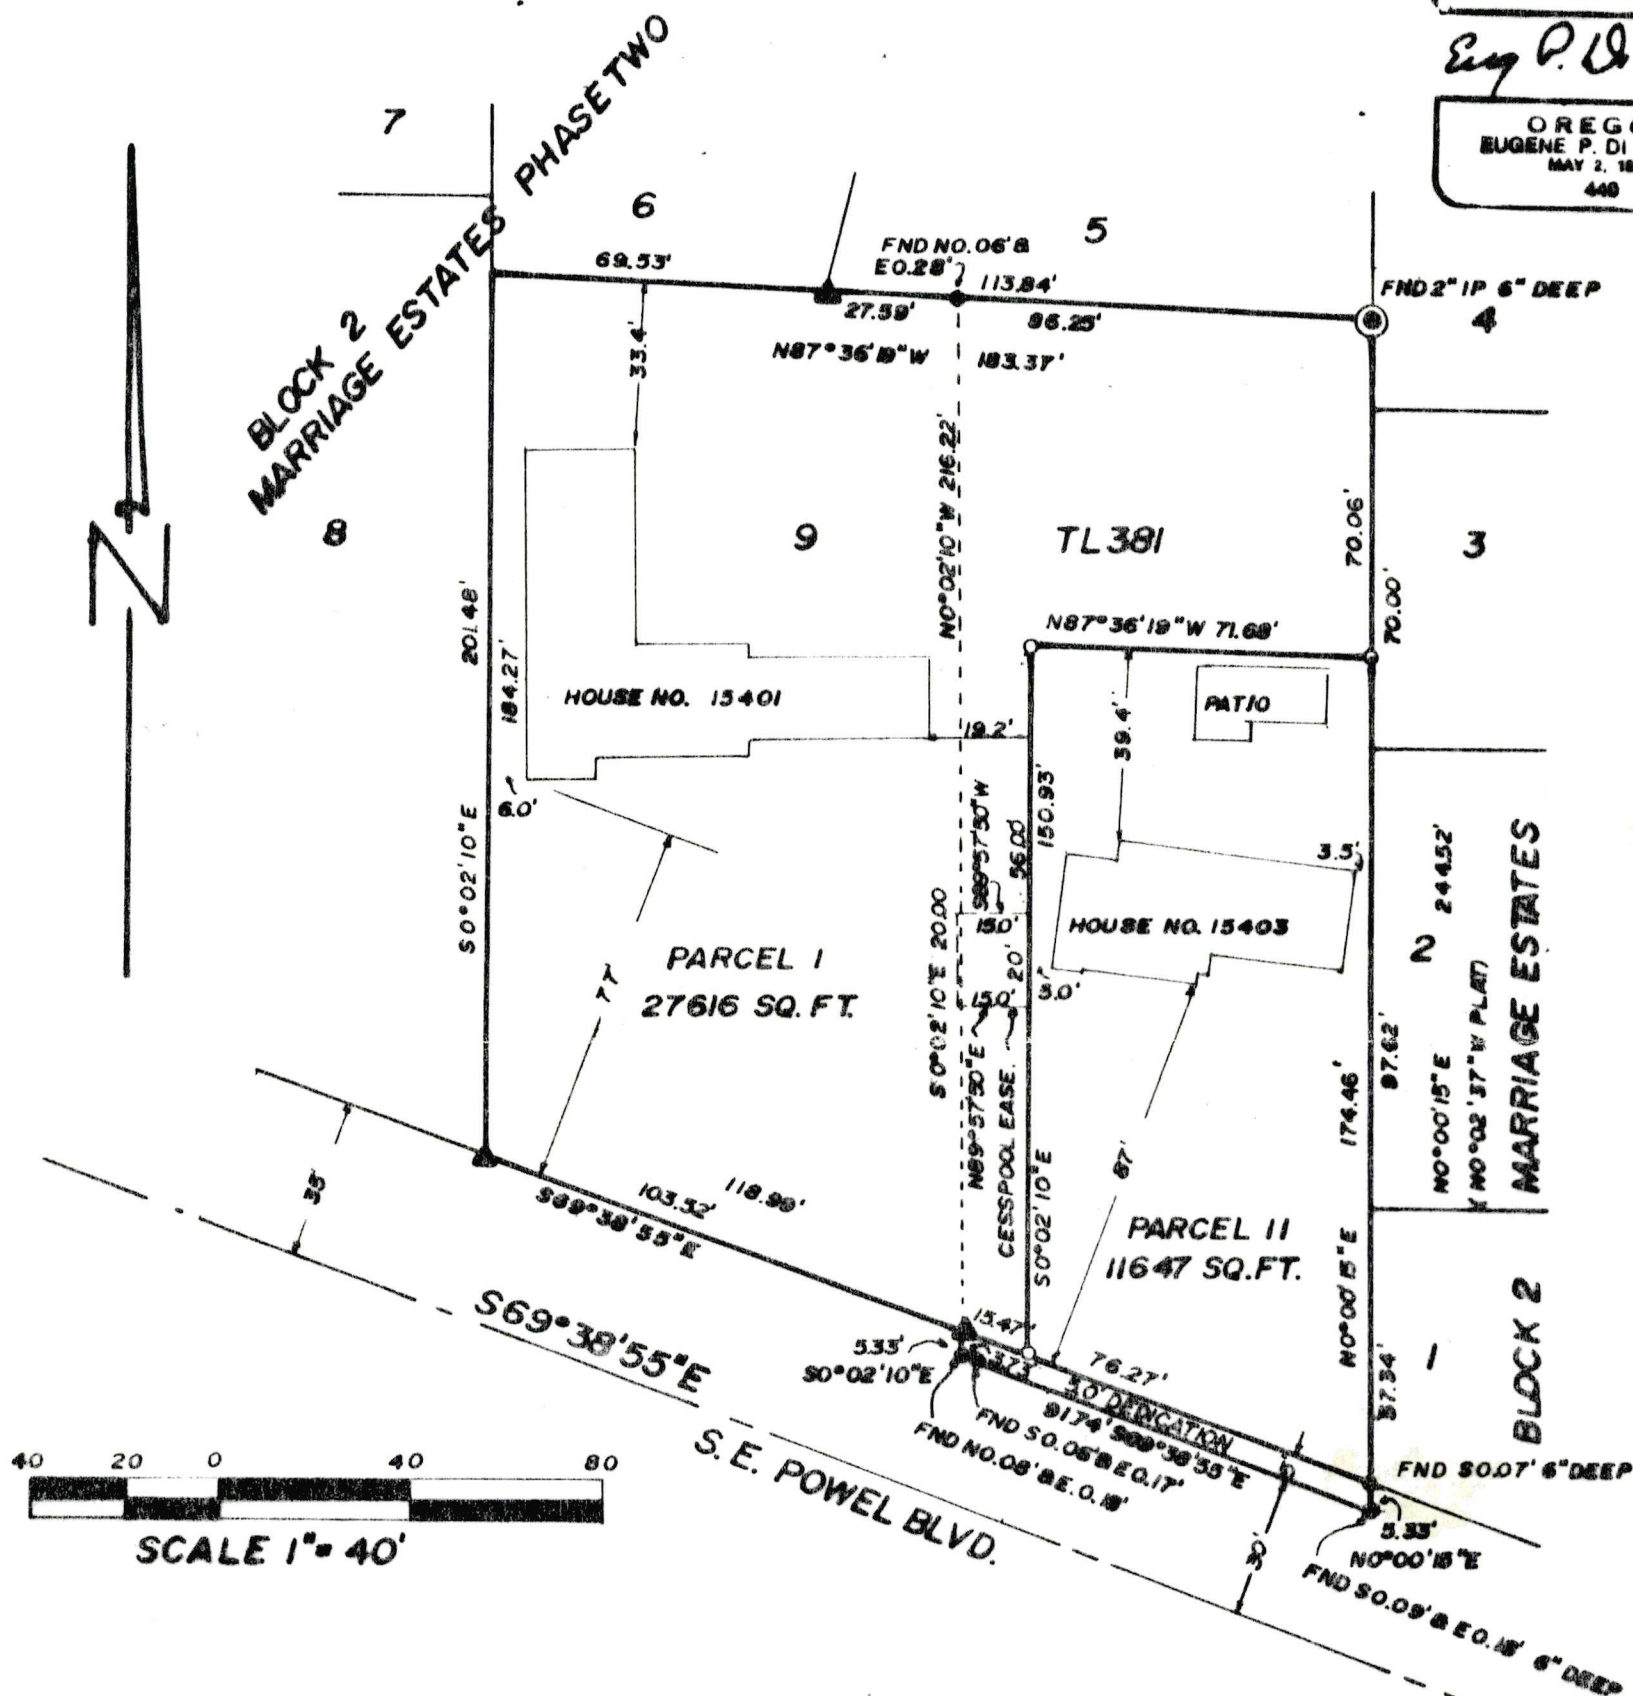 OREG
EUGENE P. DI
MAY 2, 18
440
7
BLOCK 2
MARRIAGE ESTATES PHASE TWO
6
5
FND N0.06' &
E0.28'
69.53'
113.84'
27.59'
86.25'
N87°36'19"W
183.37'
FND 2" IP 6" DEEP
4
33.4'
8
9
N0°02'10"W 216.22'
TL381
70.06'
70.00'
3
N87°36'19"W 71.68'
201.48'
184.27'
S0°02'10"E
HOUSE NO. 15401
6.0'
19.2'
PATIO
39.4'
S89°57'50"W
56.00'
150.93'
3.5'
HOUSE NO. 15403
15.0'
S0°02'10"E 20.00
20'
15.0'
3.0'
N89°57'50"E
CESSPOOL EASE.
S0°02'10"E
PARCEL I
27616 SQ. FT.
77'
2
244.52'
N0°00'15"E
(N0°02'37"W PLAT)
MARRIAGE ESTATES
97.62'
174.46'
N0°00'15"E
87'
PARCEL II
11647 SQ. FT.
1
BLOCK 2
57.34'
35'
103.52'
118.99'
S69°38'55"E
S69°38'55"E
15.47'
5.33'
S0°02'10"E
76.27'
5.0' DEDICATION
91.74' S69°38'55"E
FND S0.06' & E0.17'
FND N0.08' & E.0.18'
FND S0.07' 6" DEEP
5.33'
N0°00'15"E
FND S0.09' & E0.18' 6" DEEP
S.E. POWEL BLVD.
30'
40 20 0 40 80
SCALE 1" = 40'
N